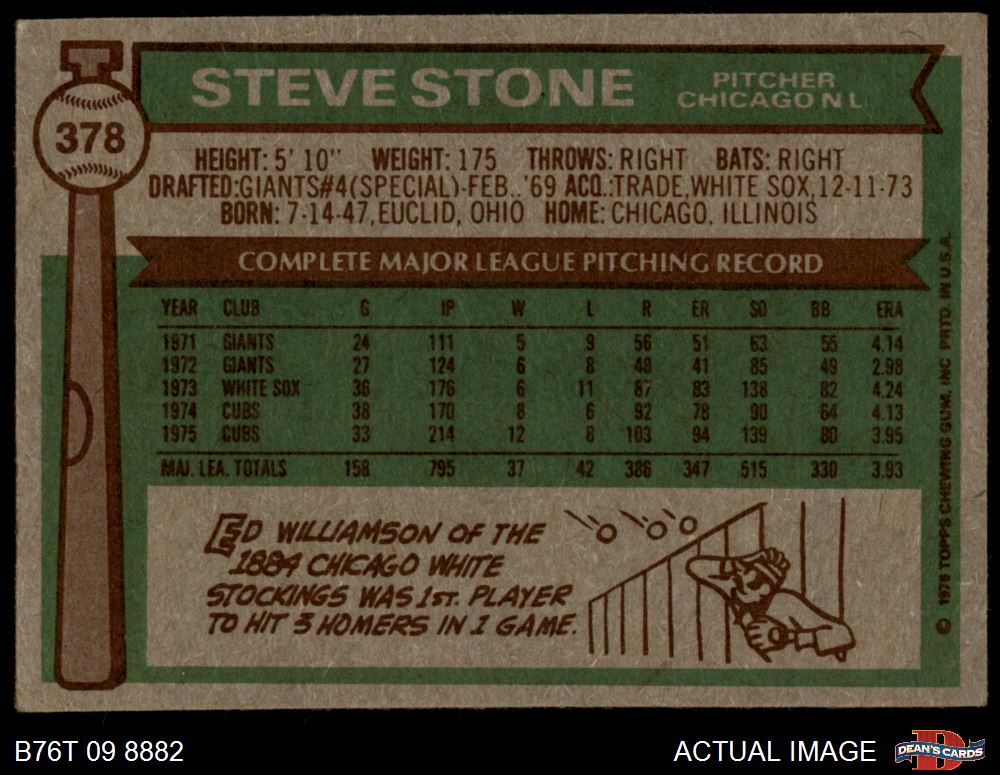 378
STEVE STONE
PITCHER
CHICAGO N L
HEIGHT: 5' 10" WEIGHT: 175 THROWS: RIGHT BATS: RIGHT
DRAFTED:GIANTS#4(SPECIAL)-FEB.,'69 ACQ.:TRADE,WHITE SOX,12-11-73
BORN: 7-14-47,EUCLID, OHIO HOME: CHICAGO, ILLINOIS
COMPLETE MAJOR LEAGUE PITCHING RECORD
YEAR CLUB G IP W L R ER SO BB ERA
1971 GIANTS 24 111 5 9 56 51 63 55 4.14
1972 GIANTS 27 124 6 8 48 41 85 49 2.98
1973 WHITE SOX 36 176 6 11 87 83 138 82 4.24
1974 CUBS 38 170 8 6 92 78 90 64 4.13
1975 CUBS 33 214 12 8 103 94 139 80 3.95
MAJ. LEA. TOTALS 158 795 37 42 386 347 515 330 3.93
ED WILLIAMSON OF THE
1884 CHICAGO WHITE
STOCKINGS WAS 1ST. PLAYER
TO HIT 3 HOMERS IN 1 GAME.
© 1976 TOPPS CHEWING GUM, INC PRTD. IN U.S.A.
B76T 09 8882
ACTUAL IMAGE
D
DEAN'S CARDS